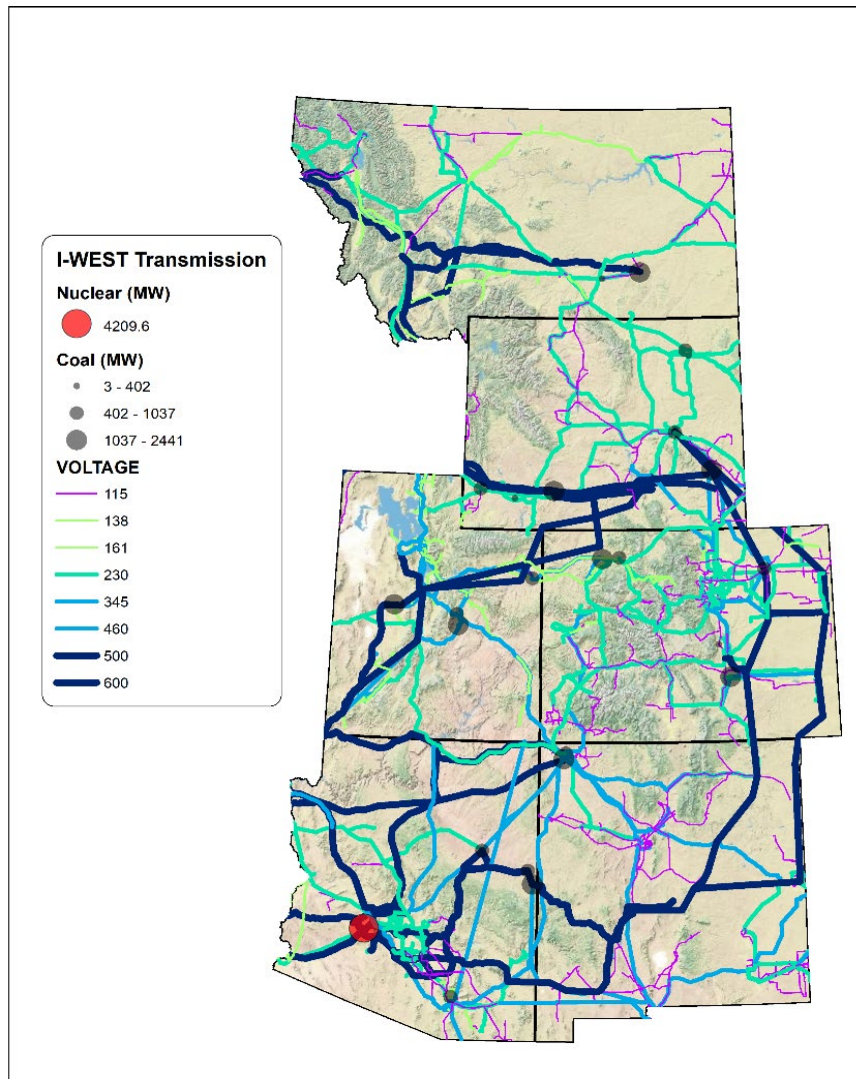 I-WEST Transmission
Nuclear (MW)
4209.6
Coal (MW)
3 - 402
402 - 1037
1037 - 2441
VOLTAGE
115
138
161
230
345
460
500
600